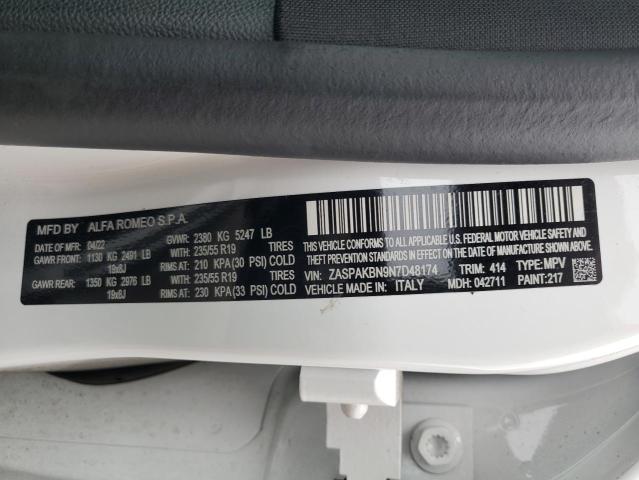 MFD BY ALFA ROMEO S.P.A.
DATE OF MFD: 04/22 GVWR: 2380 KG 5247 LB
GAWR FRONT: 1130 KG 2491 LB WITH: 235/55 R19 TIRES
19x8J RIMS AT: 210 KPA(30 PSI) COLD
GAWR REAR: 1350 KG 2976 LB WITH: 235/55 R19 TIRES
19x8J RIMS AT: 230 KPA(33 PSI) COLD
THIS VEHICLE CONFORMS TO ALL APPLICABLE
FEDERAL MOTOR VEHICLE SAFETY, BUMPER, AND
THEFT PREVENTION STANDARDS IN EFFECT ON
THE DATE OF MANUFACTURE SHOWN ABOVE.
VIN: ZASPAKBN9N7D48174 TRIM: 414 TYPE: MPV
VEHICLE MADE IN: ITALY MDH: 042711 PAINT: 217